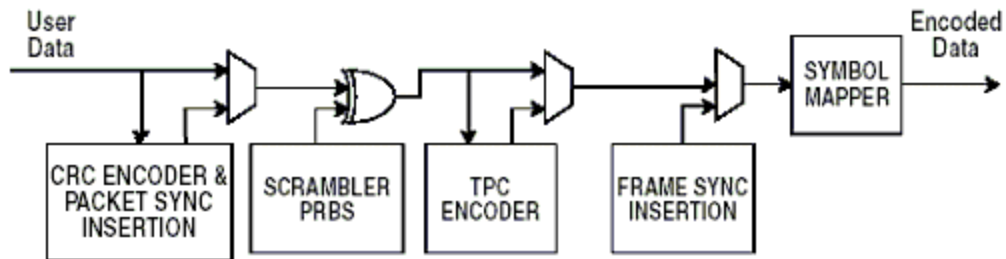 User
Data
Encoded
Data
SYMBOL
MAPPER
CRC ENCODER &
PACKET SYNC
INSERTION
SCRAMBLER
PRBS
TPC
ENCODER
FRAME SYNC
INSERTION